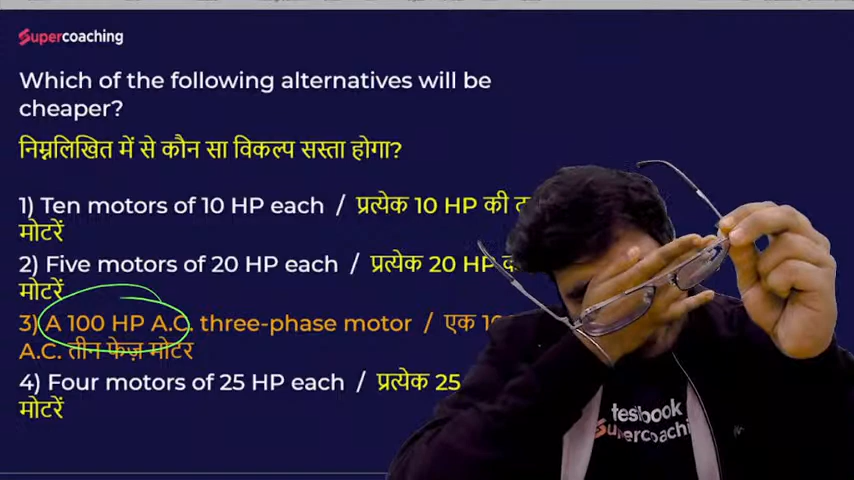 Supercoaching
Which of the following alternatives will be
cheaper?
निम्नलिखित में से कौन सा विकल्प सस्ता होगा?
1) Ten motors of 10 HP each / प्रत्येक 10 HP की
मोटरें
2) Five motors of 20 HP each / प्रत्येक 20 HP
मोटरें
3) A 100 HP A.C. three-phase motor / एक
A.C. तीन फेज़ मोटर
4) Four motors of 25 HP each / प्रत्येक 25
मोटरें
testbook
Supercoachi